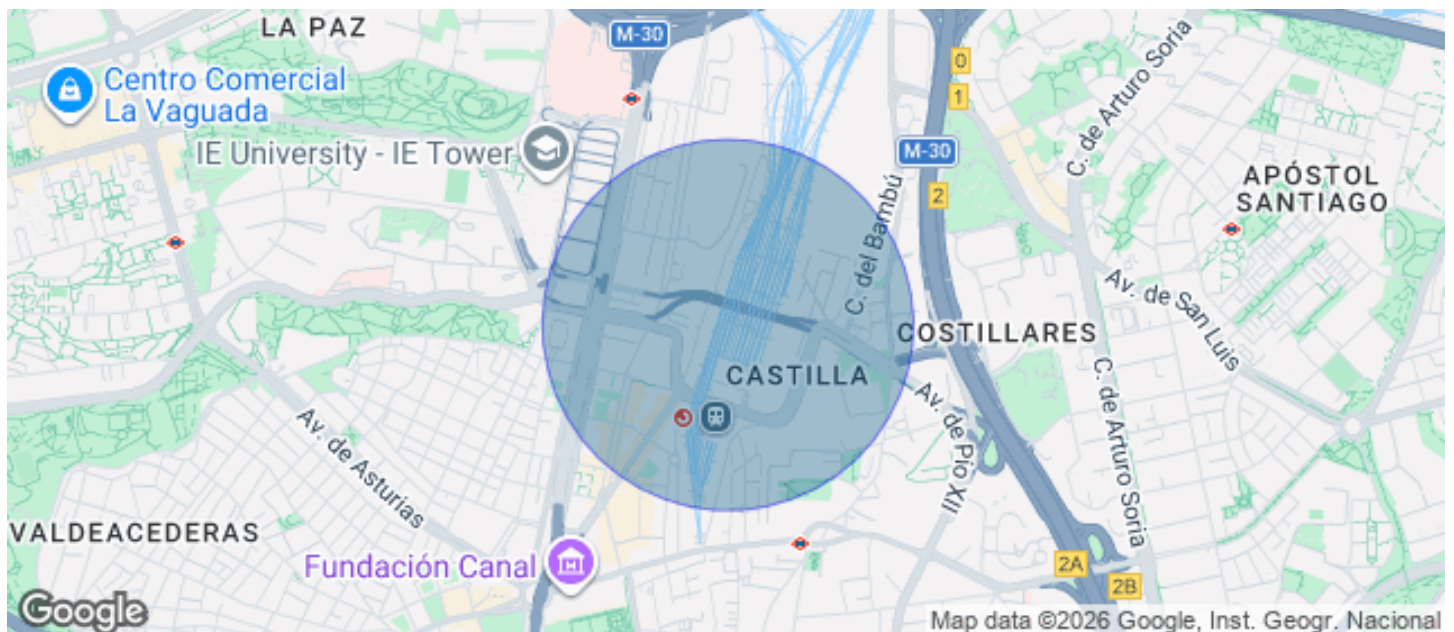 LA PAZ
M-30
Centro Comercial
La Vaguada
IE University - IE Tower
0
1
C. de Arturo Soria
M-30
2
C. del Bambú
APÓSTOL
SANTIAGO
Av. de San Luis
COSTILLARES
CASTILLA
C. de Arturo Soria
Av. de Pío XII
Av. de Asturias
VALDEACEDERAS
Fundación Canal
2A
2B
Google
Map data ©2026 Google, Inst. Geogr. Nacional